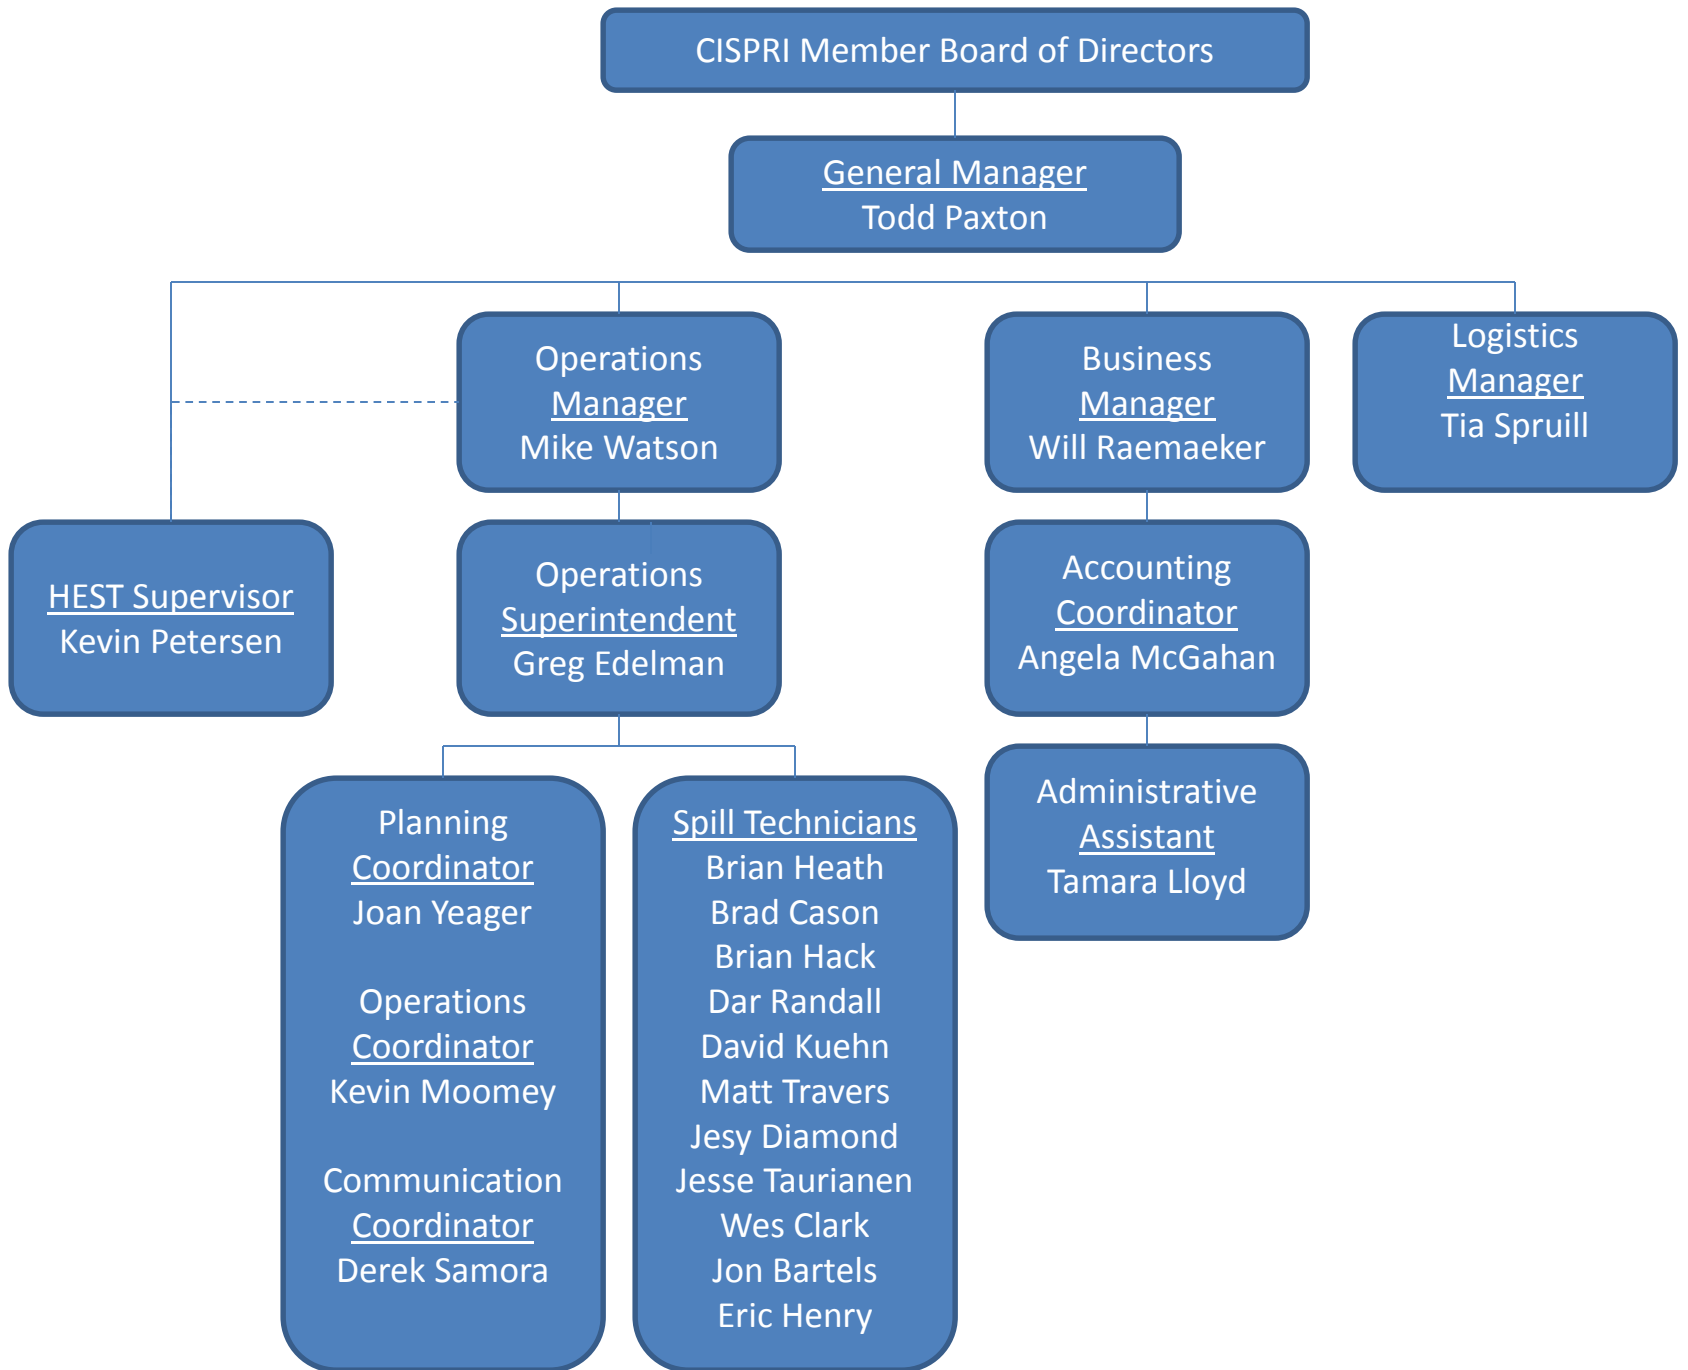 CISPRI Member Board of Directors
General Manager
Todd Paxton
Operations
Manager
Mike Watson
Business
Manager
Will Raemaeker
Logistics
Manager
Tia Spruill
HEST Supervisor
Kevin Petersen
Operations
Superintendent
Greg Edelman
Accounting
Coordinator
Angela McGahan
Planning
Coordinator
Joan Yeager
Operations
Coordinator
Kevin Moomey
Communication
Coordinator
Derek Samora
Spill Technicians
Brian Heath
Brad Cason
Brian Hack
Dar Randall
David Kuehn
Matt Travers
Jesy Diamond
Jesse Taurianen
Wes Clark
Jon Bartels
Eric Henry
Administrative
Assistant
Tamara Lloyd